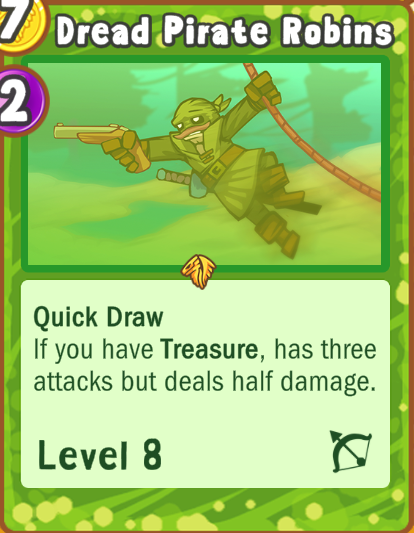 7
Dread Pirate Robins
2
Quick Draw
If you have Treasure, has three
attacks but deals half damage.
Level 8